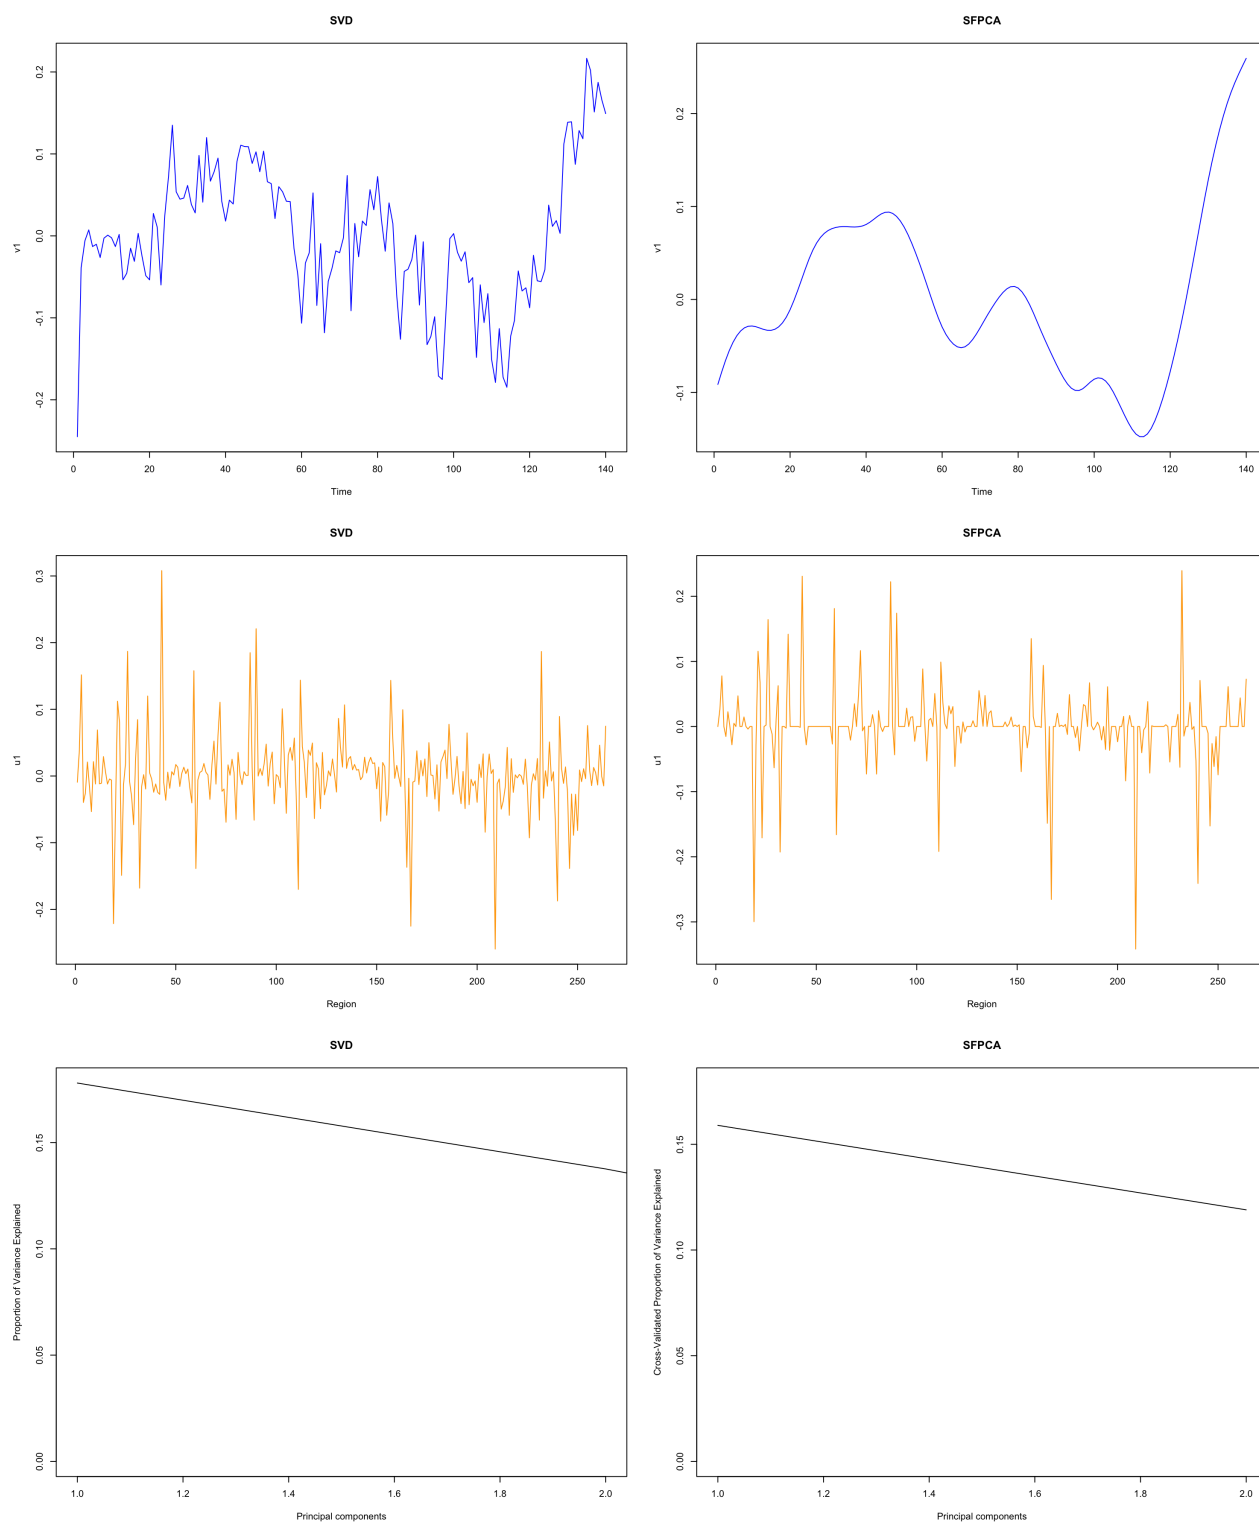 SVD
SFPCA
v1
0.2
0.1
0.0
-0.1
-0.2
0 20 40 60 80 100 120 140
Time
v1
0.2
0.1
0.0
-0.1
0 20 40 60 80 100 120 140
Time
SVD
SFPCA
u1
0.3
0.2
0.1
0.0
-0.1
-0.2
0 50 100 150 200 250
Region
u1
0.2
0.1
0.0
-0.1
-0.2
-0.3
0 50 100 150 200 250
Region
SVD
SFPCA
Proportion of Variance Explained
0.15
0.10
0.05
0.00
1.0 1.2 1.4 1.6 1.8 2.0
Principal components
Cross-Validated Proportion of Variance Explained
0.15
0.10
0.05
0.00
1.0 1.2 1.4 1.6 1.8 2.0
Principal components